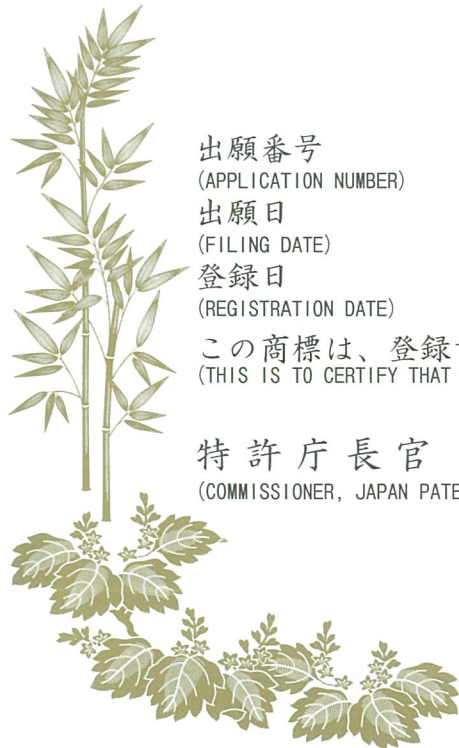 出願番号
(APPLICATION NUMBER)
出願日
(FILING DATE)
登録日
(REGISTRATION DATE)
この商標は、登録
(THIS IS TO CERTIFY THAT
特許庁長官
(COMMISSIONER, JAPAN PATE